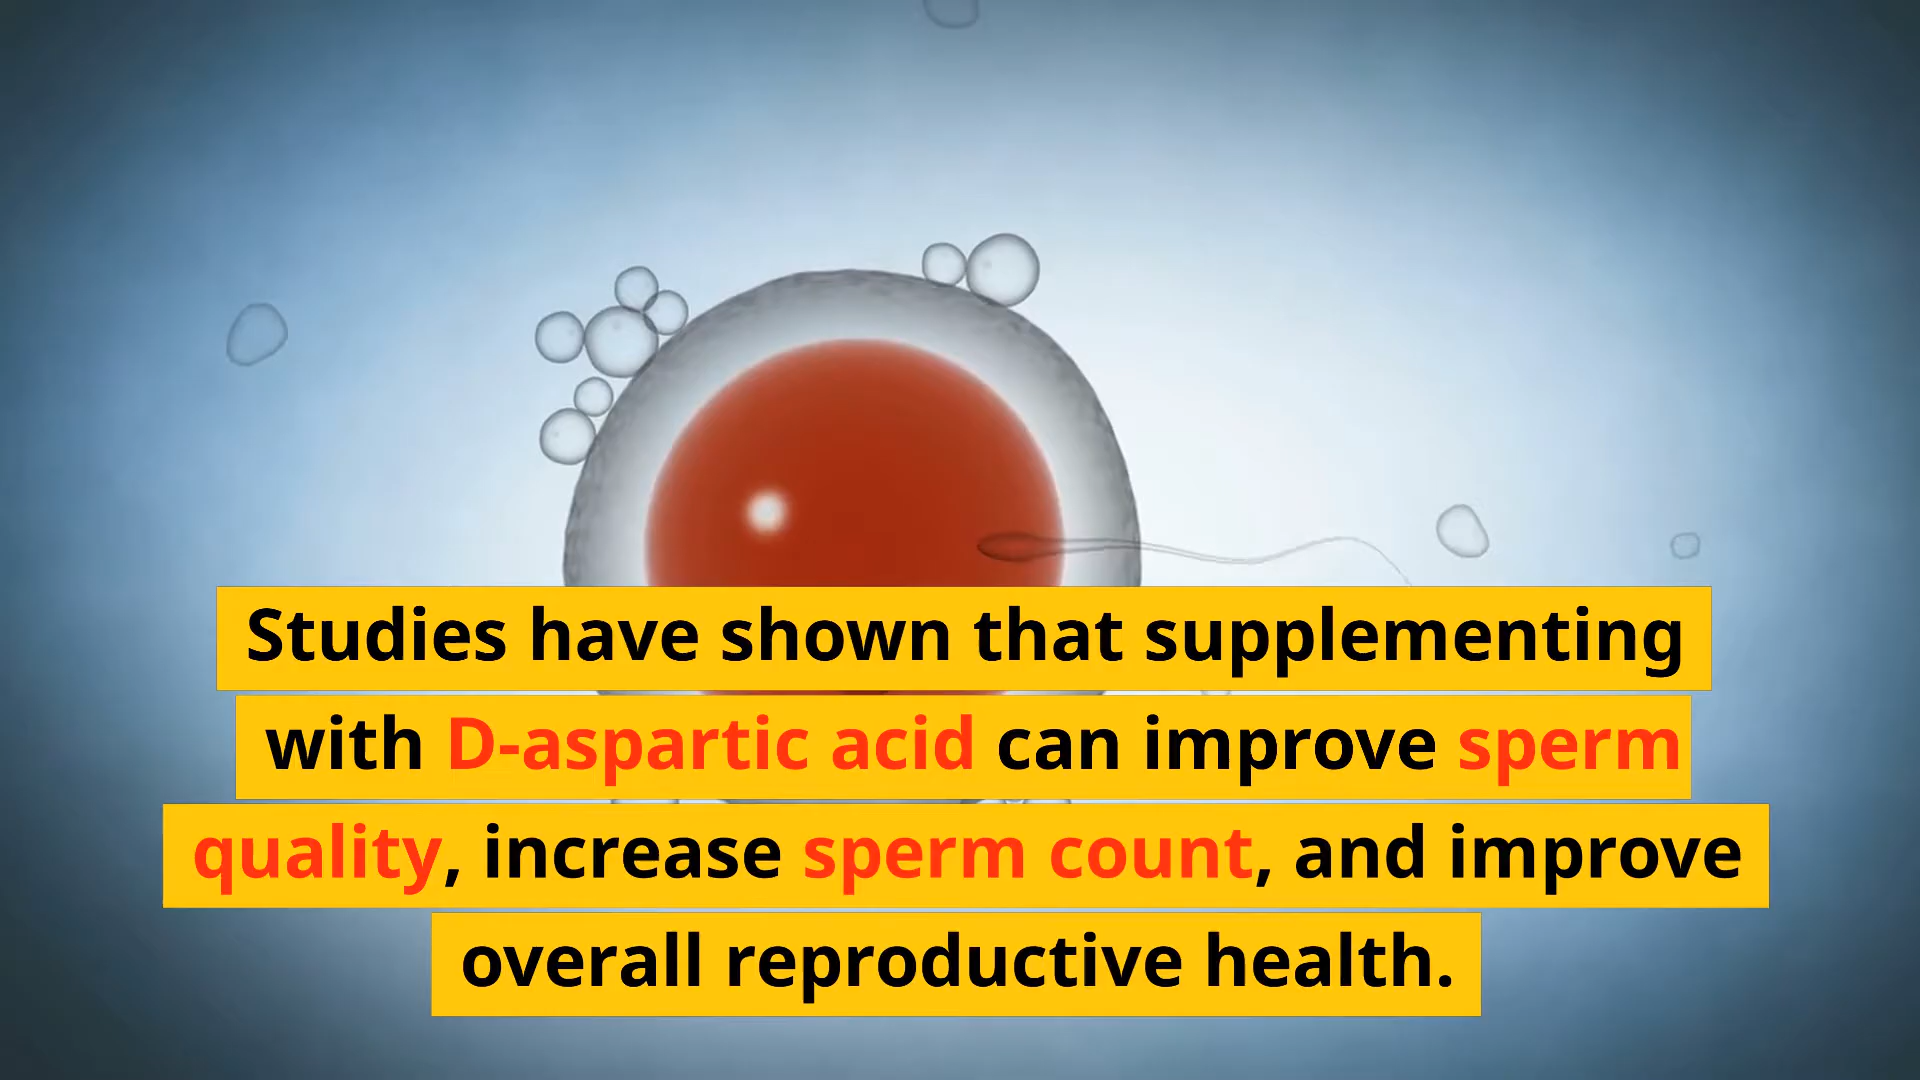 Studies have shown that supplementing
with D-aspartic acid can improve sperm
quality, increase sperm count, and improve
overall reproductive health.